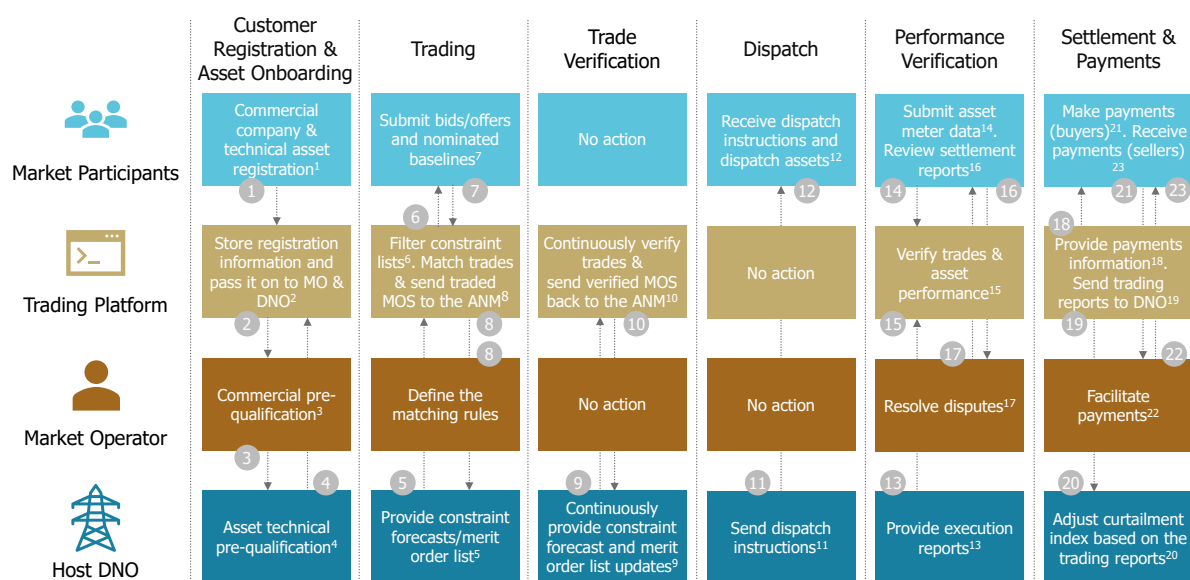 Customer
Registration &
Asset Onboarding
Trading
Trade
Verification
Dispatch
Performance
Verification
Settlement &
Payments
Market Participants
Commercial
company &
technical asset
registration¹
Submit bids/offers
and nominated
baselines⁷
No action
Receive dispatch
instructions and
dispatch assets¹²
Submit asset
meter data¹⁴.
Review settlement
reports¹⁶
Make payments
(buyers)²¹. Receive
payments (sellers)
²³
1
6
7
12
14
16
18
21
23
Trading Platform
>_
Store registration
information and
pass it on to MO &
DNO²
Filter constraint
lists⁶. Match trades
& send traded
MOS to the ANM⁸
Continuously verify
trades &
send verified MOS
back to the ANM¹⁰
No action
Verify trades &
asset
performance¹⁵
Provide payments
information¹⁸.
Send trading
reports to DNO¹⁹
2
8
8
10
15
17
19
22
Market Operator
Commercial pre-
qualification³
Define the
matching rules
No action
No action
Resolve disputes¹⁷
Facilitate
payments²²
3
4
5
9
11
13
20
Host DNO
Asset technical
pre-qualification⁴
Provide constraint
forecasts/merit
order list⁵
Continuously
provide constraint
forecast and merit
order list updates⁹
Send dispatch
instructions¹¹
Provide execution
reports¹³
Adjust curtailment
index based on the
trading reports²⁰